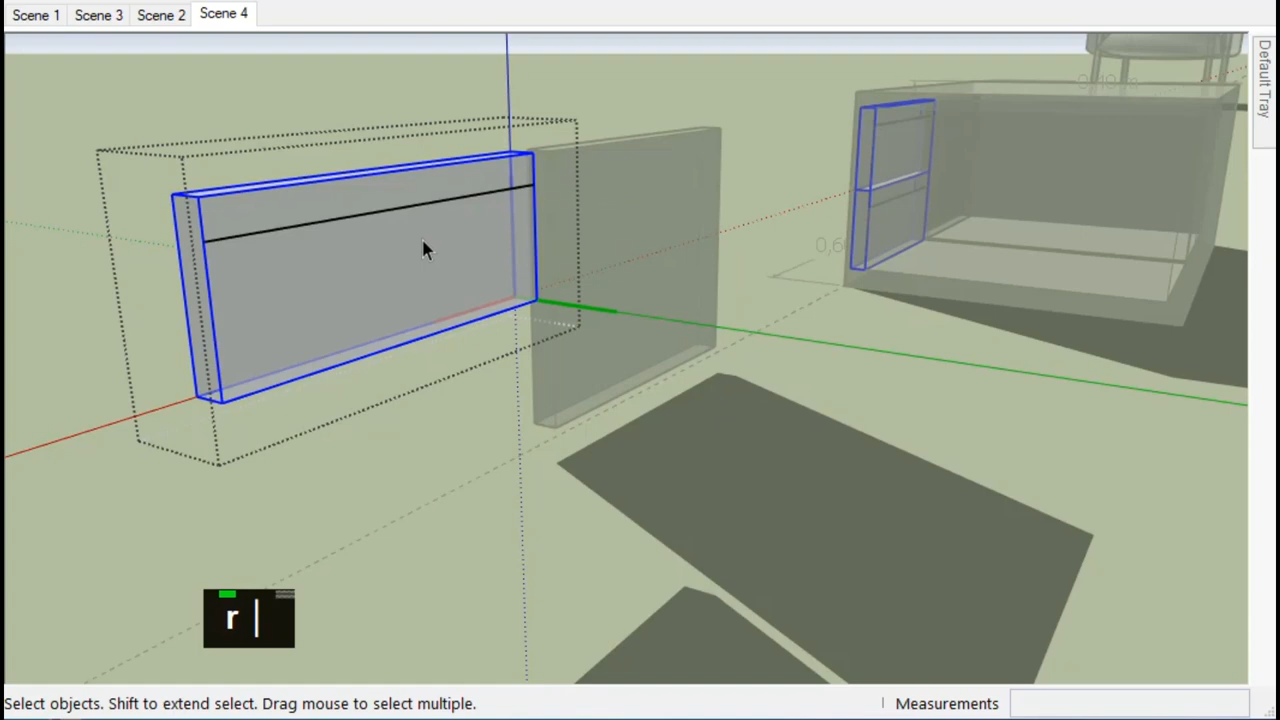 Scene 1
Scene 3
Scene 2
Scene 4
Default Tray
r
Select objects. Shift to extend select. Drag mouse to select multiple.
Measurements